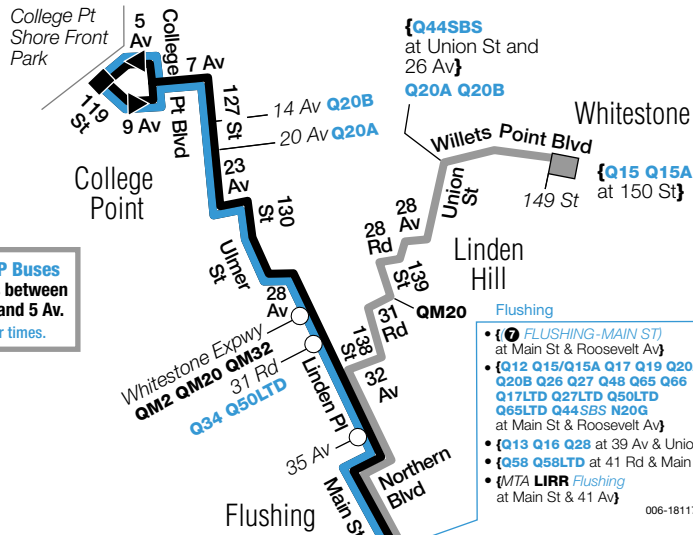 College Pt
Shore Front
Park
5
Av
College
Pt Blvd
7 Av
119
St
9 Av
127
St
14 Av Q20B
20 Av Q20A
College
Point
23
Av
130
St
Ulmer
St
P Buses
between
and 5 Av.
r times.
28
Av
Whitestone Expwy
QM2 QM20 QM32
31 Rd
Q34 Q50LTD
Linden Pl
35 Av
Flushing
Main St
Northern
Blvd
{Q44SBS
at Union St and
26 Av}
Q20A Q20B
Whitestone
Willets Point Blvd
149 St
{Q15 Q15A
at 150 St}
Union
St
28
Av
28
Rd
Linden
Hill
139
St
QM20
31
Rd
138
St
32
Av
Flushing
• {(7 FLUSHING-MAIN ST)
at Main St & Roosevelt Av}
• {Q12 Q15/Q15A Q17 Q19 Q20
Q20B Q26 Q27 Q48 Q65 Q66
Q17LTD Q27LTD Q50LTD
Q65LTD Q44SBS N20G
at Main St & Roosevelt Av}
• {Q13 Q16 Q28 at 39 Av & Unio
• {Q58 Q58LTD at 41 Rd & Main
• {MTA LIRR Flushing
at Main St & 41 Av}
006-18117